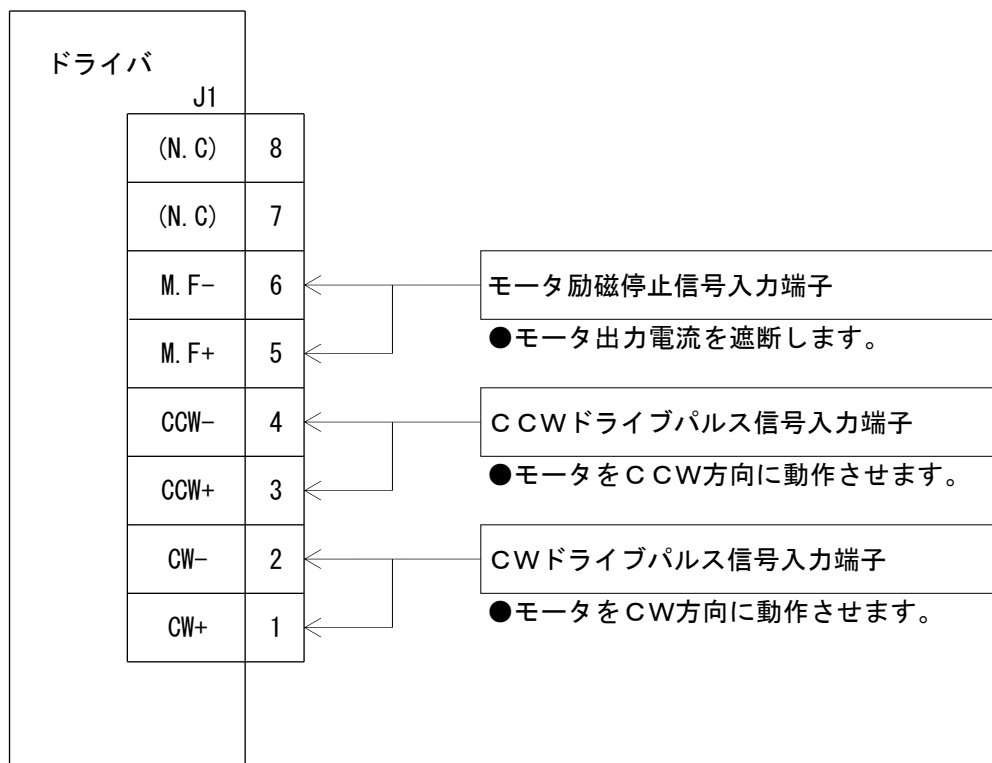 ドライバ
J1
(N.C) 8
(N.C) 7
M.F- 6
モータ励磁停止信号入力端子
M.F+ 5
●モータ出力電流を遮断します。
CCW- 4
CCWドライブパルス信号入力端子
CCW+ 3
●モータをCCW方向に動作させます。
CW- 2
CWドライブパルス信号入力端子
CW+ 1
●モータをCW方向に動作させます。